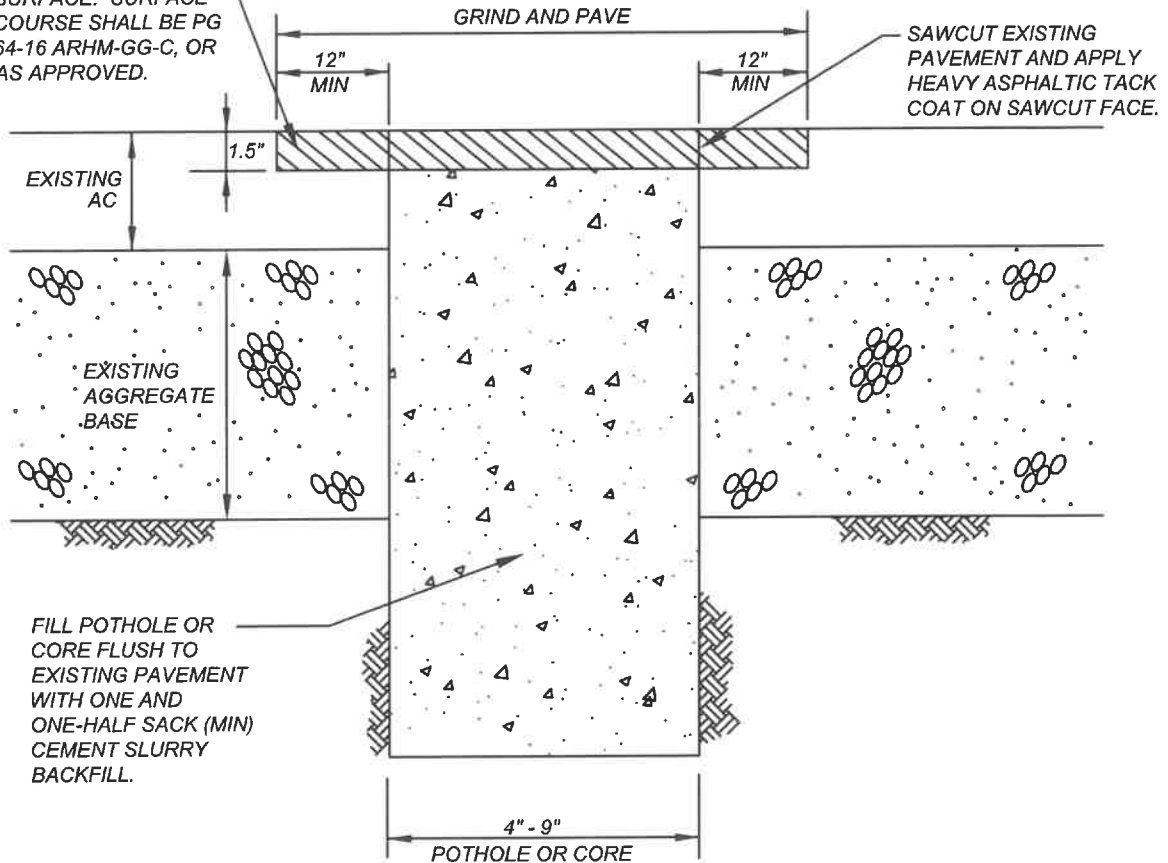 SURFACE. SURFACE
COURSE SHALL BE PG
64-16 ARHM-GG-C, OR
AS APPROVED.
GRIND AND PAVE
12"
MIN
12"
MIN
SAWCUT EXISTING
PAVEMENT AND APPLY
HEAVY ASPHALTIC TACK
COAT ON SAWCUT FACE.
1.5"
EXISTING
AC
EXISTING
AGGREGATE
BASE
FILL POTHOLE OR
CORE FLUSH TO
EXISTING PAVEMENT
WITH ONE AND
ONE-HALF SACK (MIN)
CEMENT SLURRY
BACKFILL.
4" - 9"
POTHOLE OR CORE